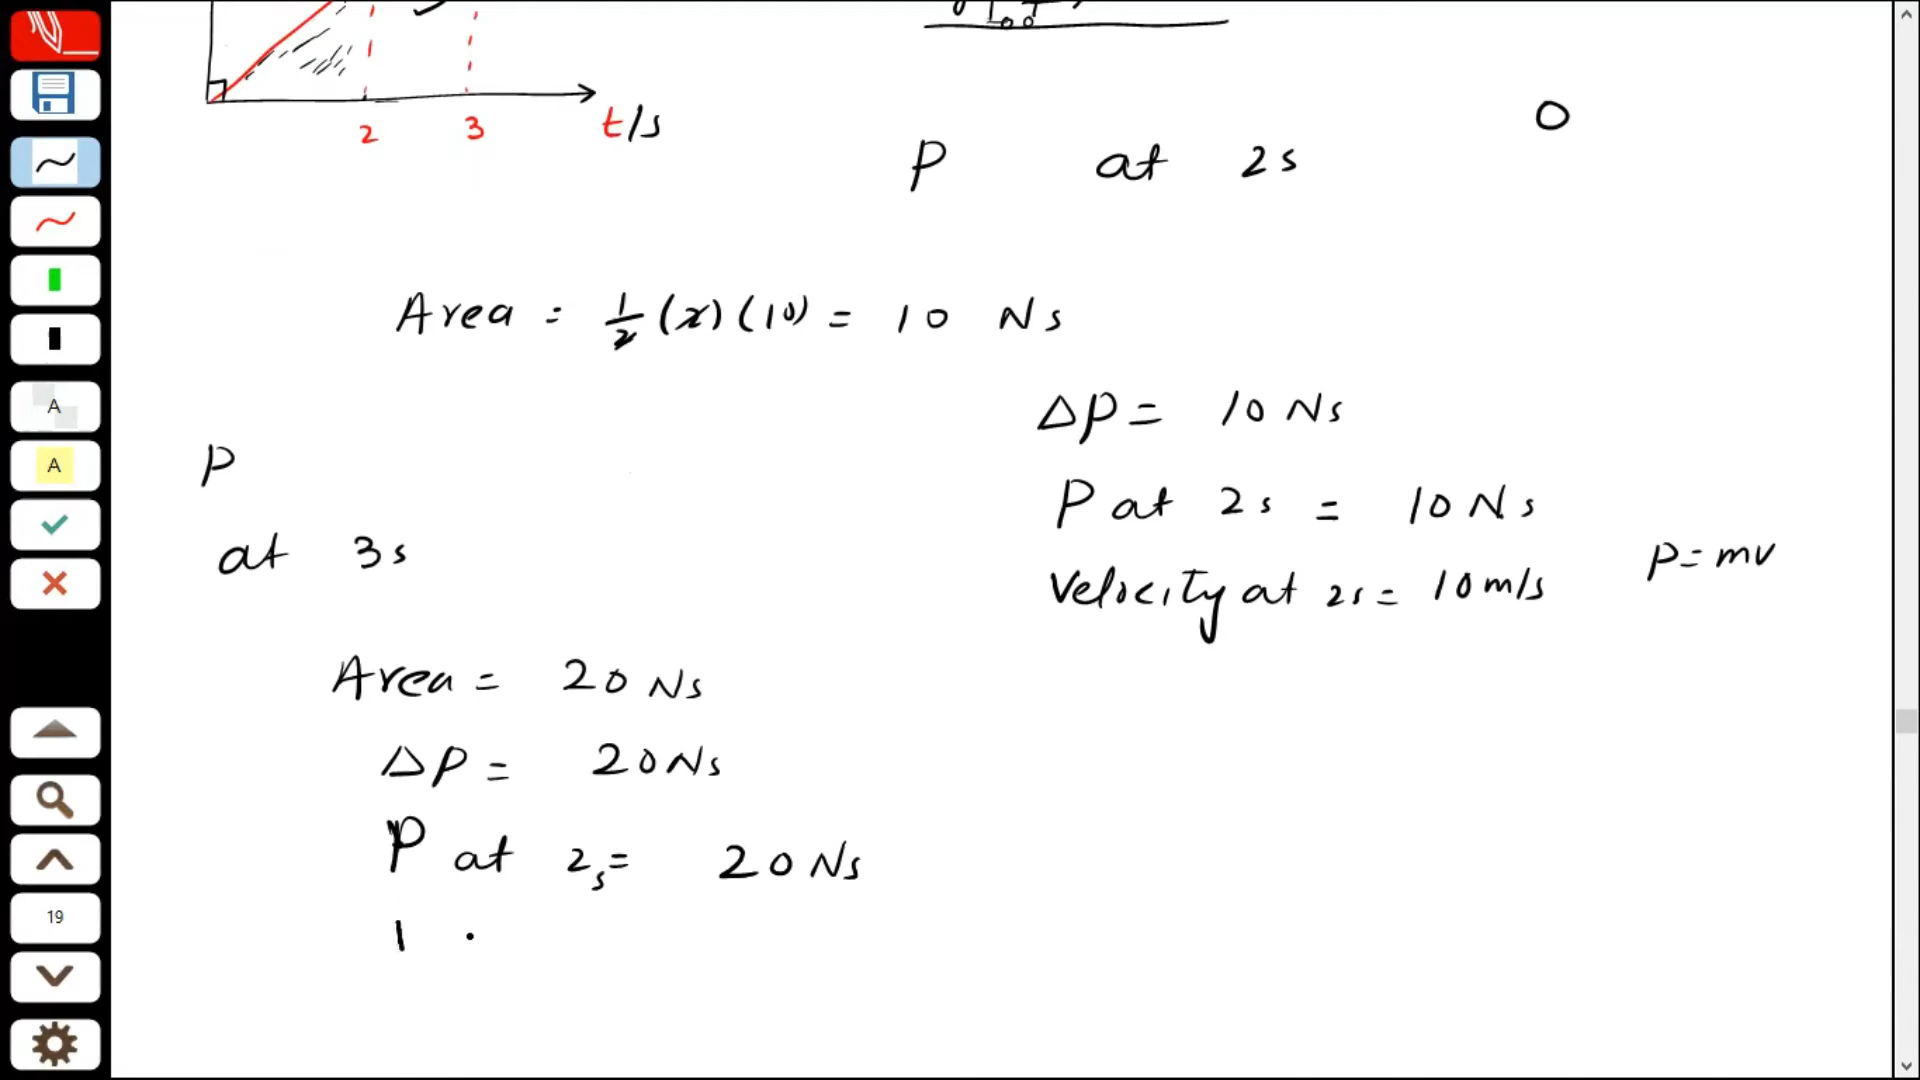 2 3 t/s
0
P at 2s
Area = 1/2 (2)(10) = 10 Ns
ΔP = 10 Ns
P
P at 2s = 10 Ns
at 3s
P = mv
Velocity at 2s = 10 m/s
Area = 20 Ns
ΔP = 20 Ns
P at 2s = 20 Ns
A
A
19